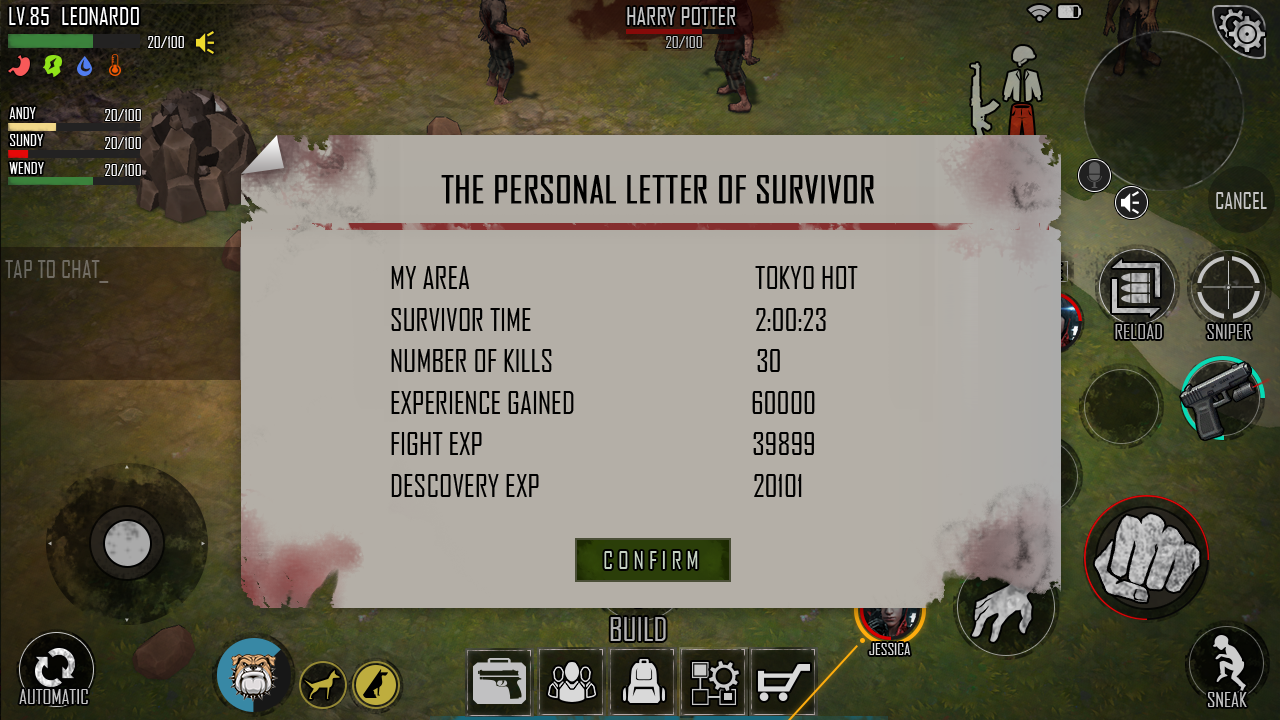 LV.85 LEONARDO
20/100
HARRY POTTER
20/100
ANDY 20/100
SUNDY 20/100
WENDY 20/100
THE PERSONAL LETTER OF SURVIVOR
CANCEL
TAP TO CHAT_
MY AREA TOKYO HOT
SURVIVOR TIME 2:00:23
NUMBER OF KILLS 30
EXPERIENCE GAINED 60000
FIGHT EXP 39899
DESCOVERY EXP 20101
RELOAD
SNIPER
CONFIRM
BUILD
JESSICA
AUTOMATIC
SNEAK